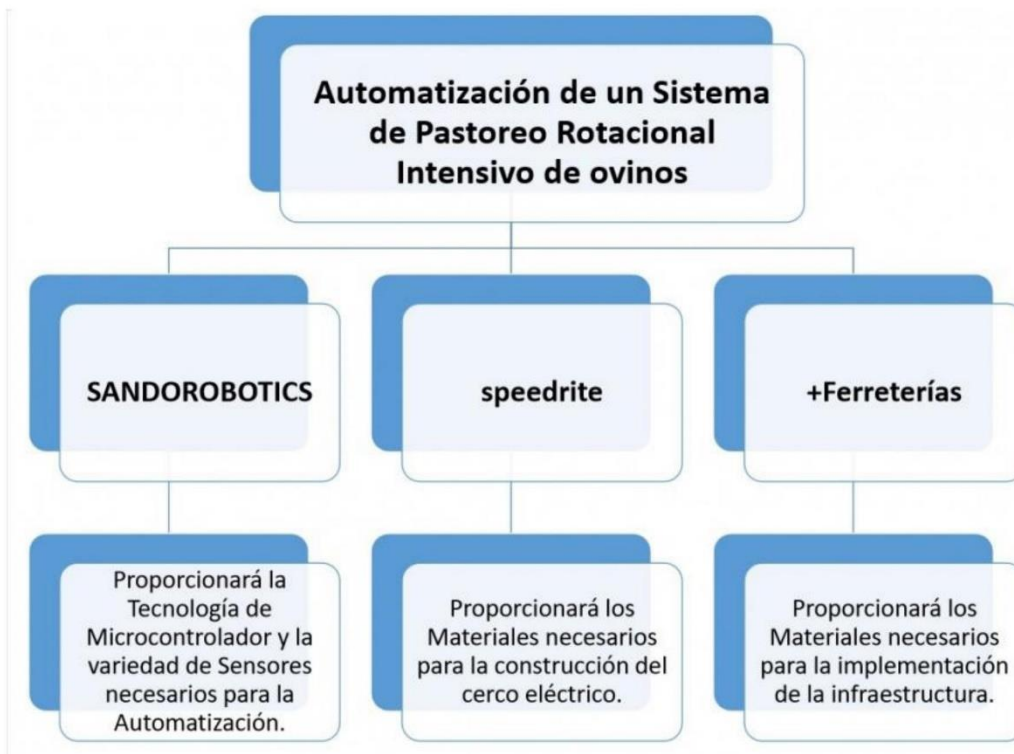 Automatización de un Sistema
de Pastoreo Rotacional
Intensivo de ovinos
SANDOROBOTICS
speedrite
+Ferreterías
Proporcionará la
Tecnología de
Microcontrolador y la
variedad de Sensores
necesarios para la
Automatización.
Proporcionará los
Materiales necesarios
para la construcción del
cerco eléctrico.
Proporcionará los
Materiales necesarios
para la implementación
de la infraestructura.